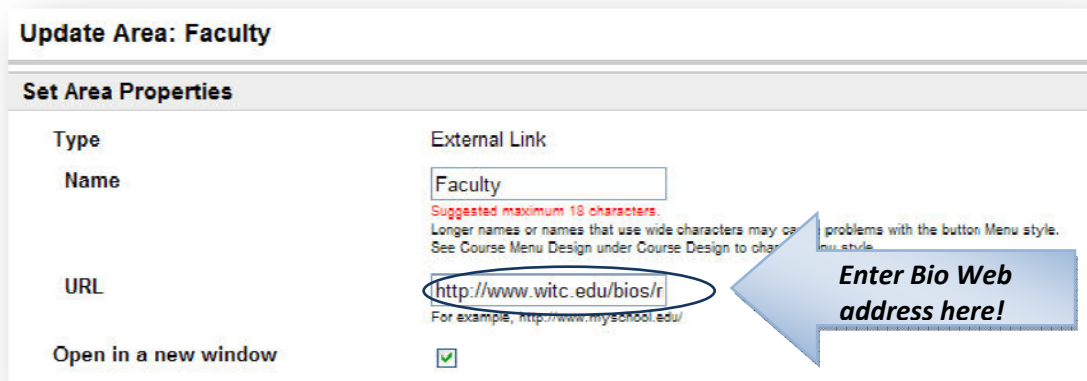 Update Area: Faculty
Set Area Properties
Type External Link
Name Faculty
Suggested maximum 18 characters.
Longer names or names that use wide characters may problems with the button Menu style.
See Course Menu Design under Course Design to style
URL http://www.witc.edu/bios/r
For example, http://www.myschool.edu/
Enter Bio Web
address here!
Open in a new window